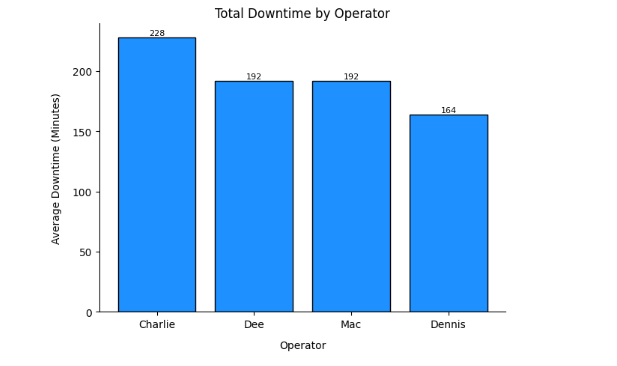 Total Downtime by Operator
228
192
192
164
200
150
100
50
0
Average Downtime (Minutes)
Charlie
Dee
Mac
Dennis
Operator